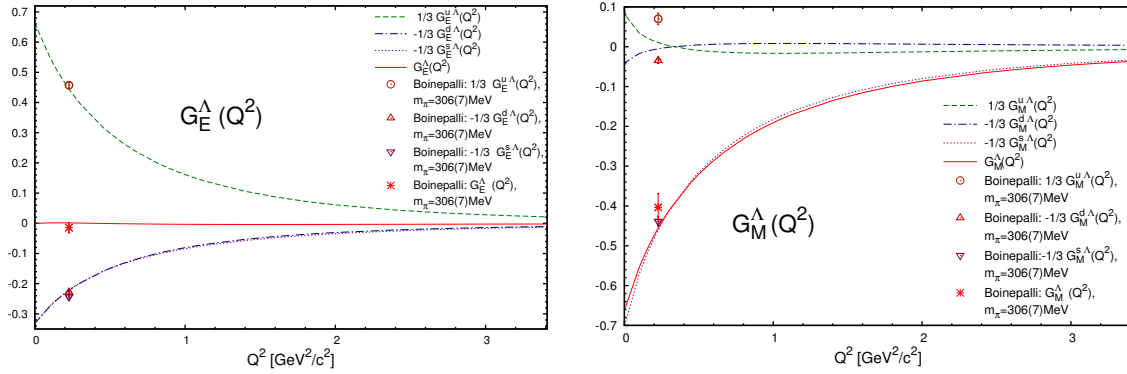 0.7
0.6
0.5
0.4
0.3
0.2
0.1
0
-0.1
-0.2
-0.3
0 1 2 3
Q² [GeV²/c²]
G_E^Λ(Q²)
1/3 G_E^{u Λ}(Q²)
-1/3 G_E^{d Λ}(Q²)
-1/3 G_E^{s Λ}(Q²)
G_E^Λ(Q²)
Boinepalli: 1/3 G_E^{u Λ}(Q²),
m_π=306(7)MeV
Boinepalli: -1/3 G_E^{d Λ}(Q²),
m_π=306(7)MeV
Boinepalli: -1/3 G_E^{s Λ}(Q²),
m_π=306(7)MeV
Boinepalli: G_E^Λ (Q²),
m_π=306(7)MeV
0.1
0
-0.1
-0.2
-0.3
-0.4
-0.5
-0.6
-0.7
0 1 2 3
Q² [GeV²/c²]
G_M^Λ(Q²)
1/3 G_M^{u Λ}(Q²)
-1/3 G_M^{d Λ}(Q²)
-1/3 G_M^{s Λ}(Q²)
G_M^Λ(Q²)
Boinepalli: 1/3 G_M^{u Λ}(Q²),
m_π=306(7)MeV
Boinepalli: -1/3 G_M^{d Λ}(Q²),
m_π=306(7)MeV
Boinepalli:-1/3 G_M^{s Λ}(Q²),
m_π=306(7)MeV
Boinepalli: G_M^Λ (Q²),
m_π=306(7)MeV